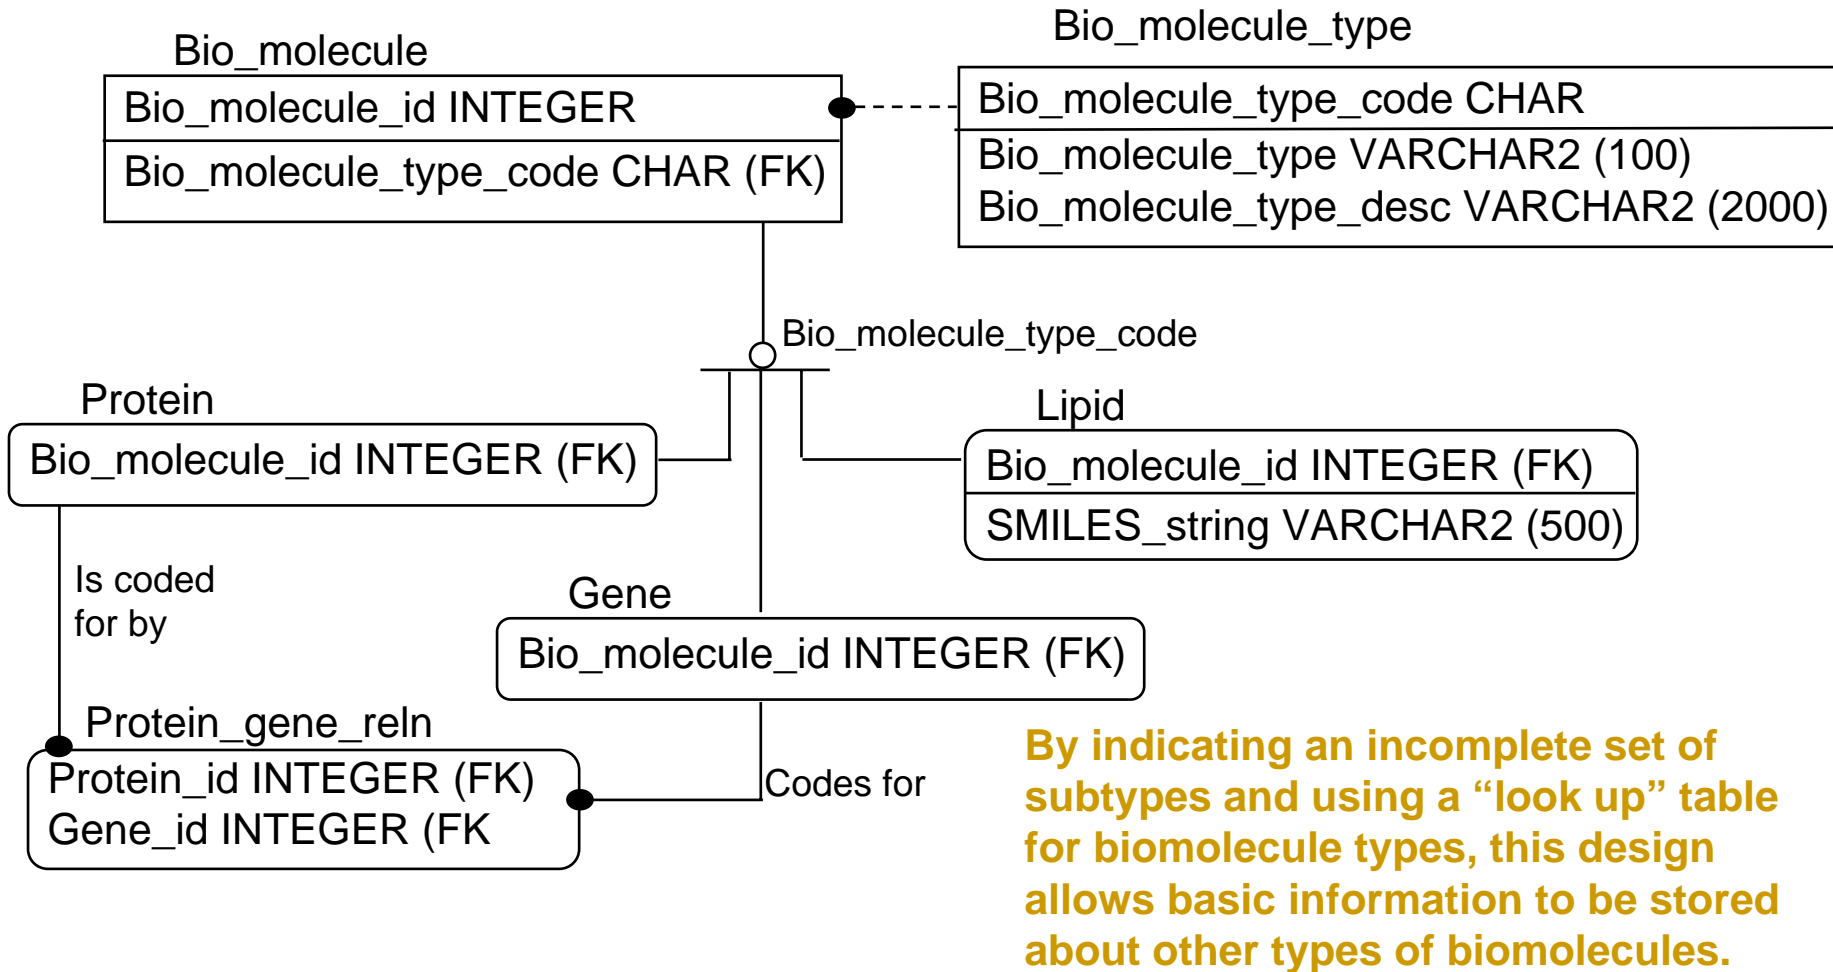 Bio_molecule
Bio_molecule_id INTEGER
Bio_molecule_type_code CHAR (FK)
Bio_molecule_type
Bio_molecule_type_code CHAR
Bio_molecule_type VARCHAR2 (100)
Bio_molecule_type_desc VARCHAR2 (2000)
Bio_molecule_type_code
Protein
Bio_molecule_id INTEGER (FK)
Lipid
Bio_molecule_id INTEGER (FK)
SMILES_string VARCHAR2 (500)
Is coded
for by
Gene
Bio_molecule_id INTEGER (FK)
Protein_gene_reln
Protein_id INTEGER (FK)
Gene_id INTEGER (FK
Codes for
By indicating an incomplete set of
subtypes and using a “look up” table
for biomolecule types, this design
allows basic information to be stored
about other types of biomolecules.